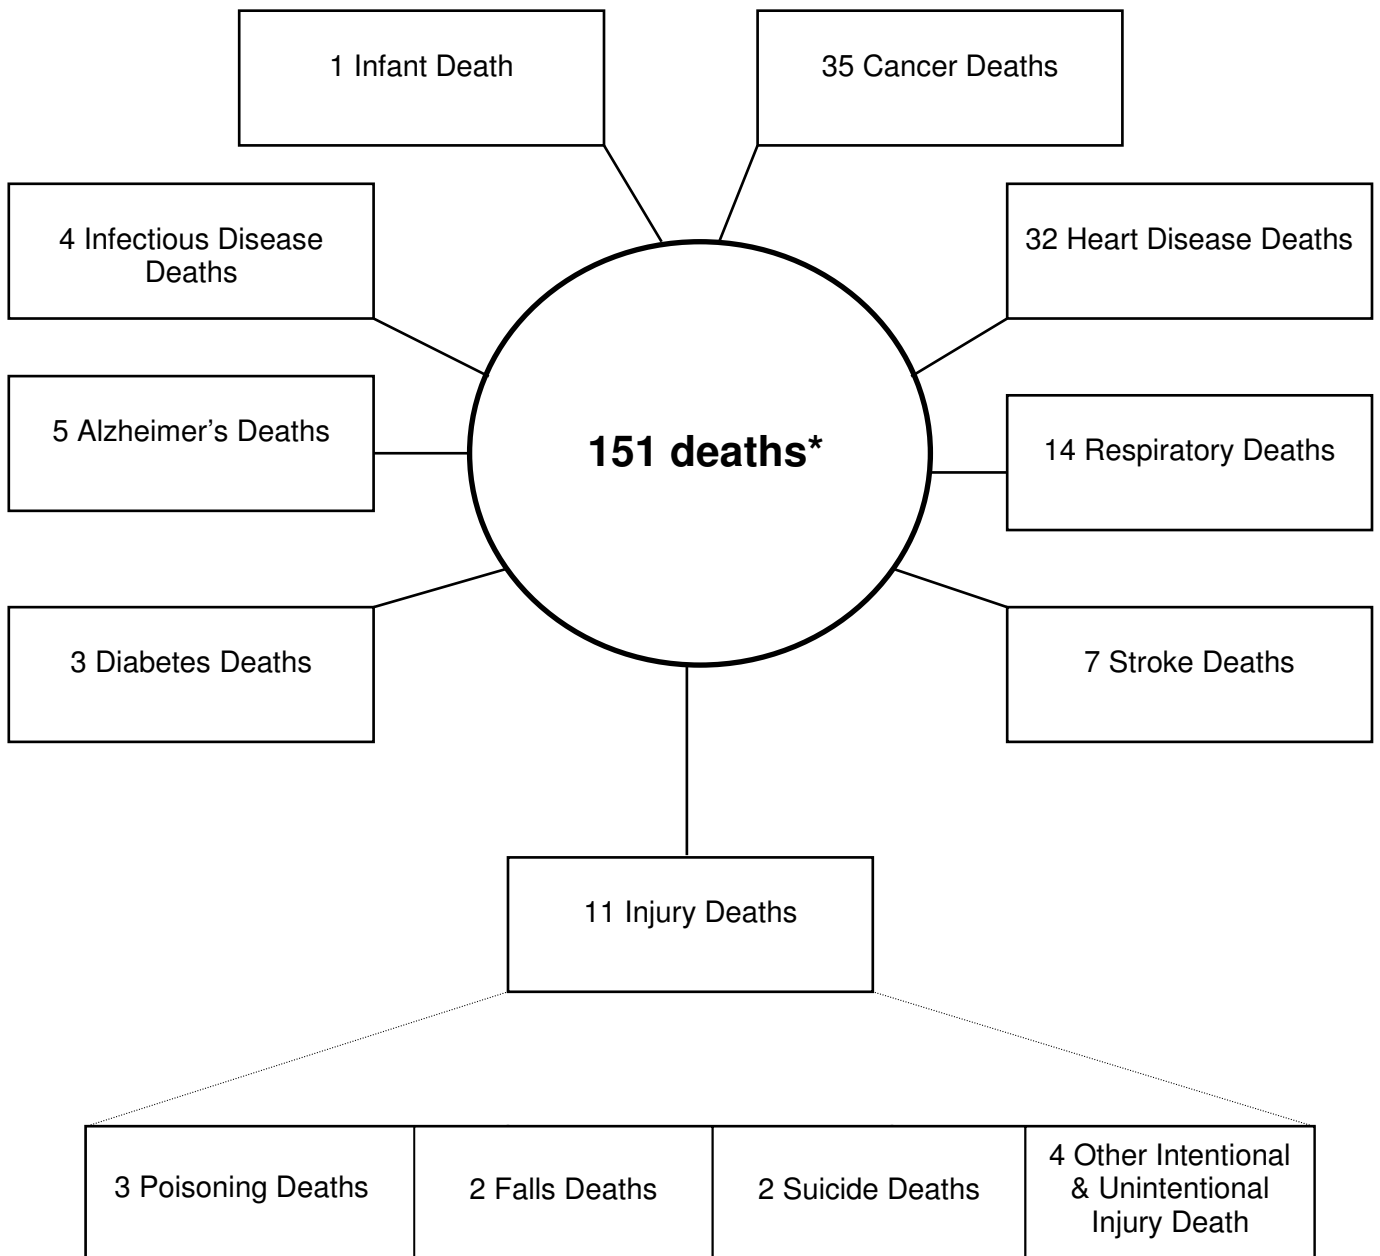 1 Infant Death
35 Cancer Deaths
4 Infectious Disease
Deaths
32 Heart Disease Deaths
5 Alzheimer’s Deaths
151 deaths*
14 Respiratory Deaths
3 Diabetes Deaths
7 Stroke Deaths
11 Injury Deaths
3 Poisoning Deaths
2 Falls Deaths
2 Suicide Deaths
4 Other Intentional
& Unintentional
Injury Death